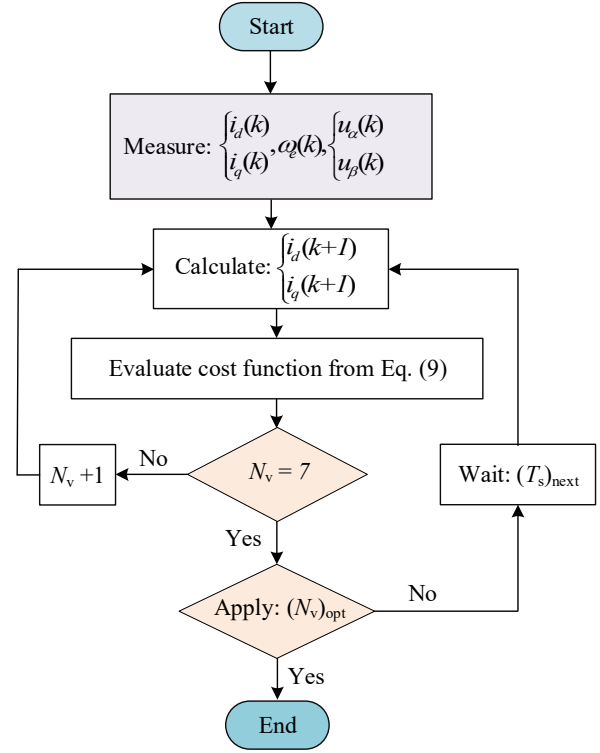 Start
Measure: {i_d(k) i_q(k), ω_e(k), {u_α(k) u_β(k)
Calculate: {i_d(k+1) i_q(k+1)
Evaluate cost function from Eq. (9)
N_v = 7
No
N_v +1
Wait: (T_s)_next
Yes
Apply: (N_v)_opt
No
Yes
End